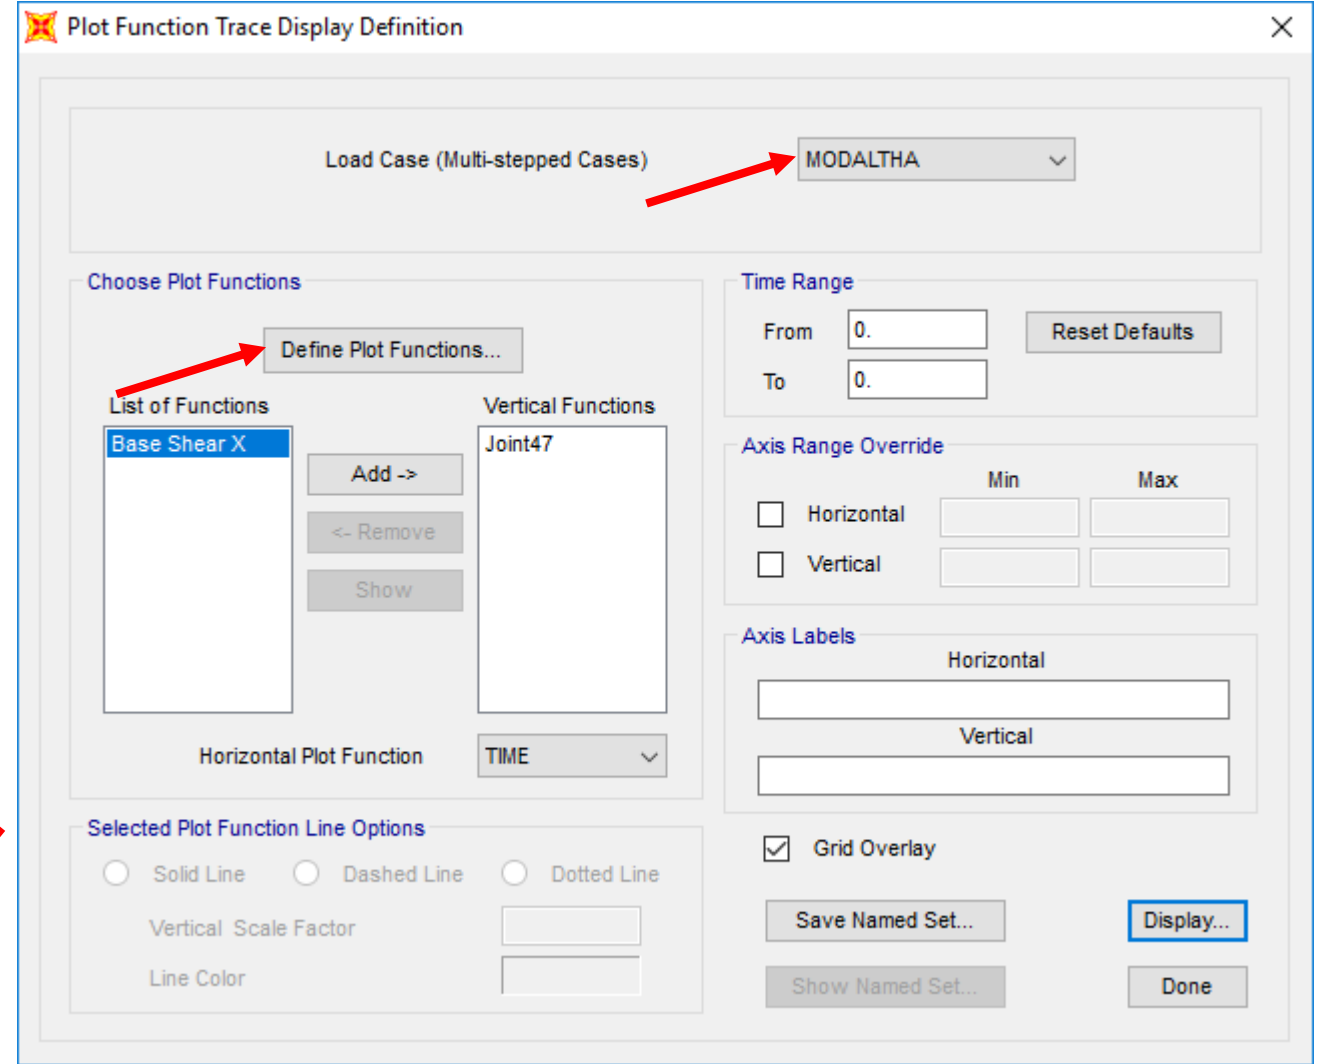 Plot Function Trace Display Definition
Load Case (Multi-stepped Cases)
MODALTHA
Choose Plot Functions
Define Plot Functions...
List of Functions
Vertical Functions
Base Shear X
Joint47
Add ->
<- Remove
Show
Horizontal Plot Function
TIME
Selected Plot Function Line Options
Solid Line
Dashed Line
Dotted Line
Vertical Scale Factor
Line Color
Time Range
From
0.
Reset Defaults
To
0.
Axis Range Override
Min
Max
Horizontal
Vertical
Axis Labels
Horizontal
Vertical
Grid Overlay
Save Named Set...
Display...
Show Named Set...
Done